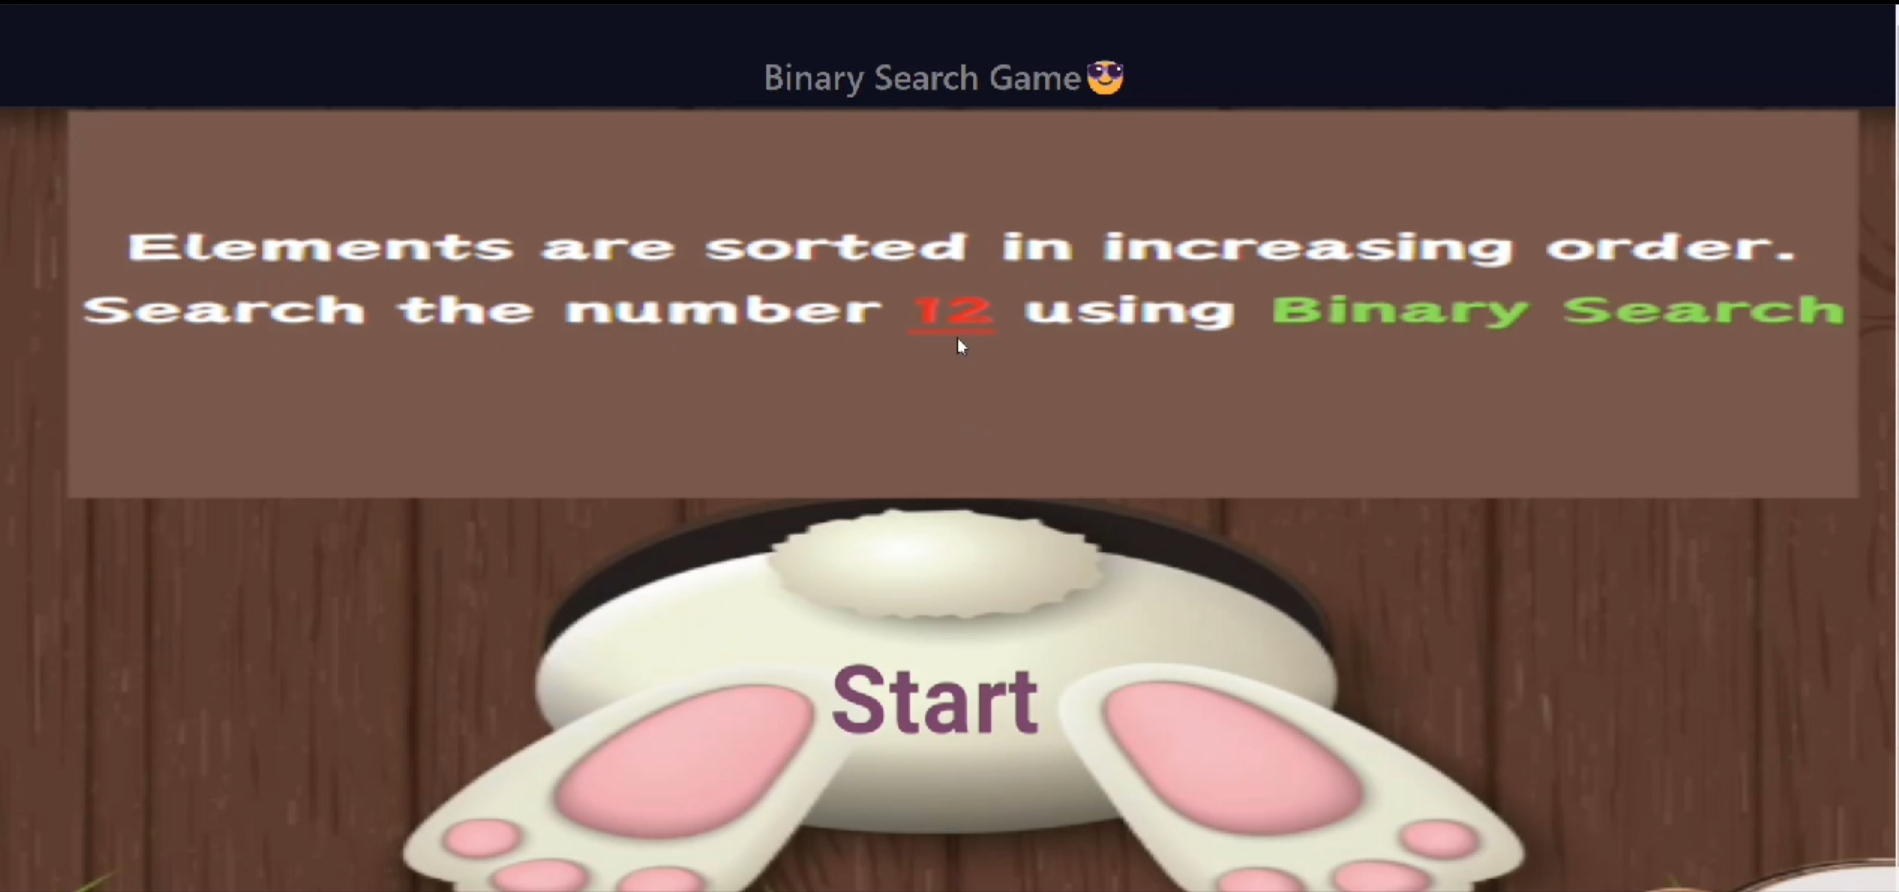 Binary Search Game😎
Elements are sorted in increasing order.
Search the number 12 using Binary Search
Start